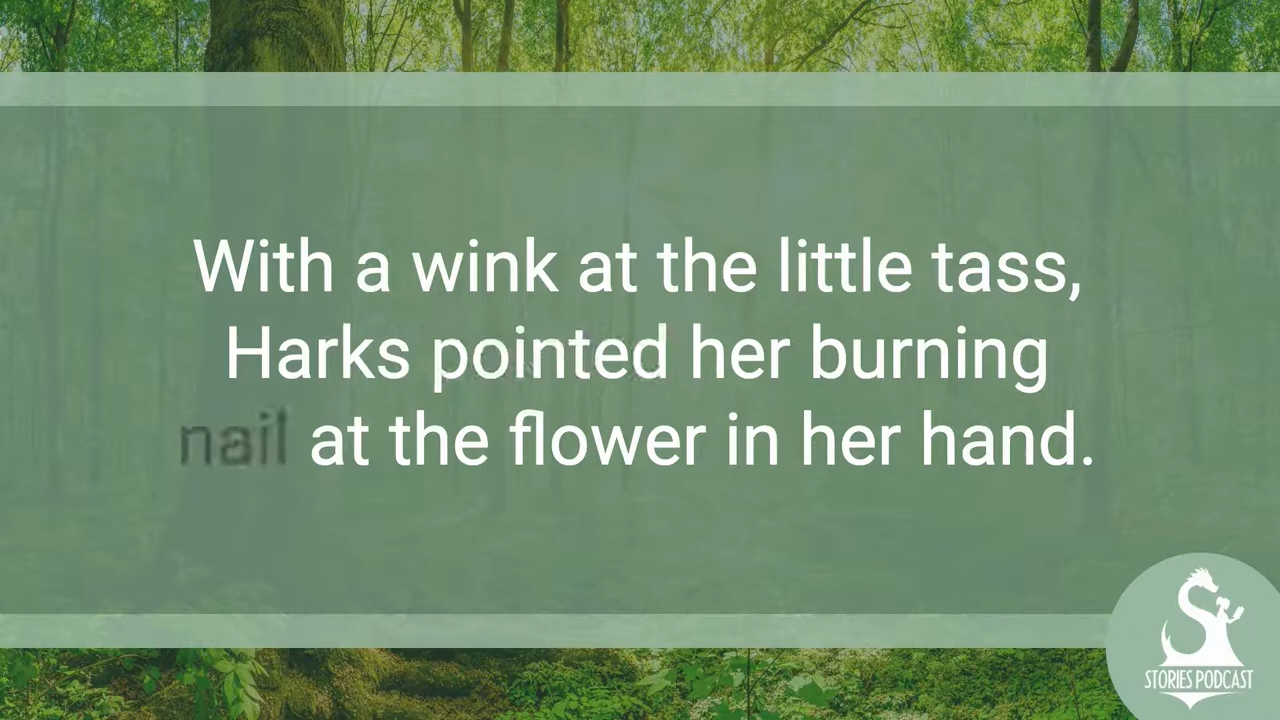 With a wink at the little tass,
Harks pointed her burning
nail at the flower in her hand.
STORIES PODCAST